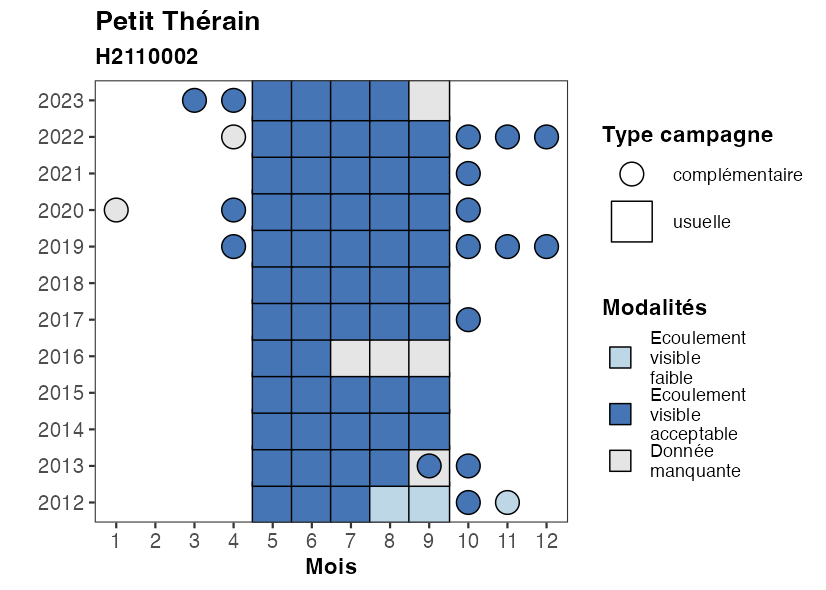 Petit Thérain
H2110002
2023
2022
2021
2020
2019
2018
2017
2016
2015
2014
2013
2012
1 2 3 4 5 6 7 8 9 10 11 12
Mois
Type campagne
complémentaire
usuelle
Modalités
Ecoulement
visible
faible
Ecoulement
visible
acceptable
Donnée
manquante